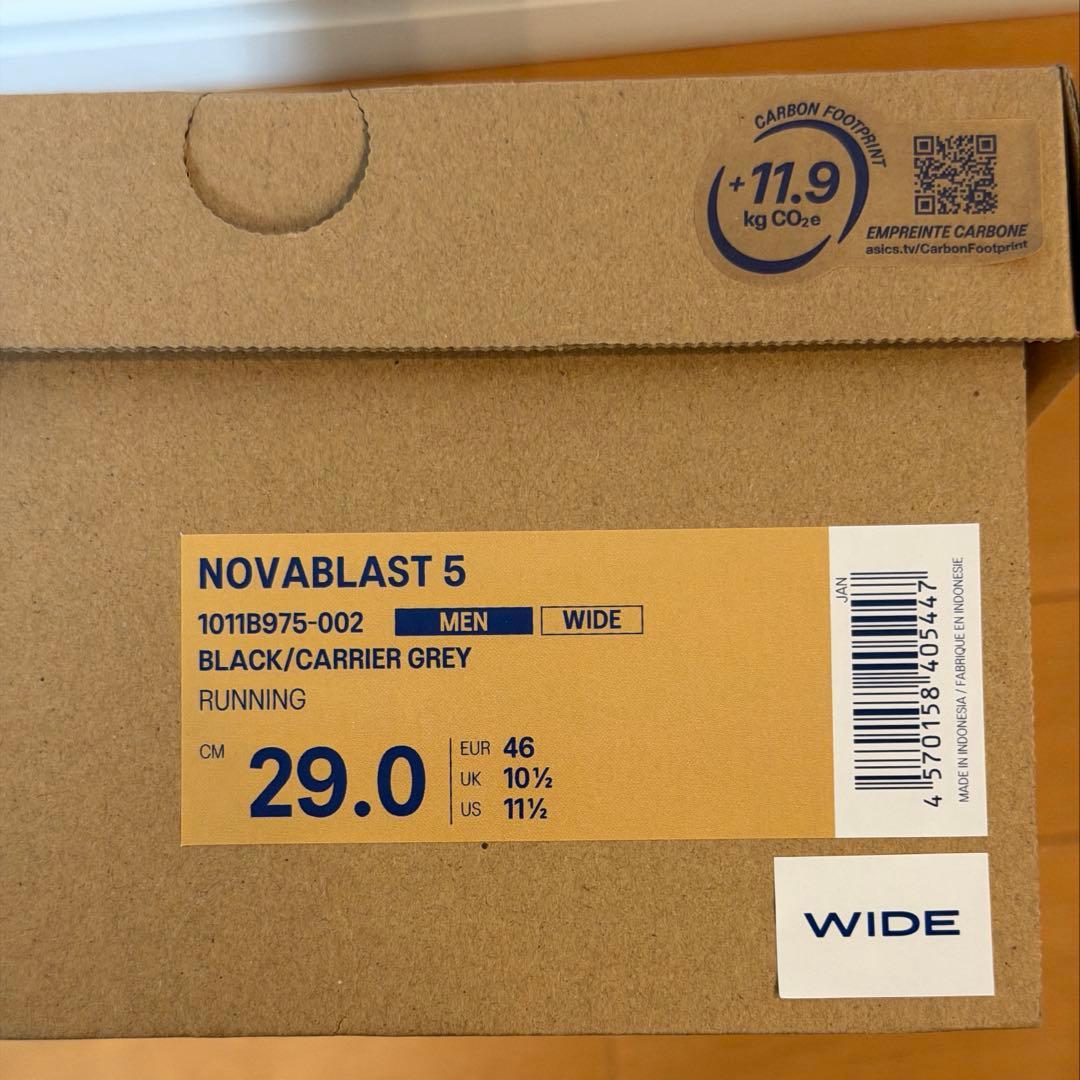 CARBON FOOTPRINT
+11.9
kg CO₂e
EMPREINTE CARBONE
asics.tv/CarbonFootprint
NOVABLAST 5
1011B975-002 MEN WIDE
BLACK/CARRIER GREY
RUNNING
CM 29.0
EUR 46
UK 10½
US 11½
JAN
4 570158 405447
MADE IN INDONESIA / FABRIQUE EN INDONESIE
WIDE